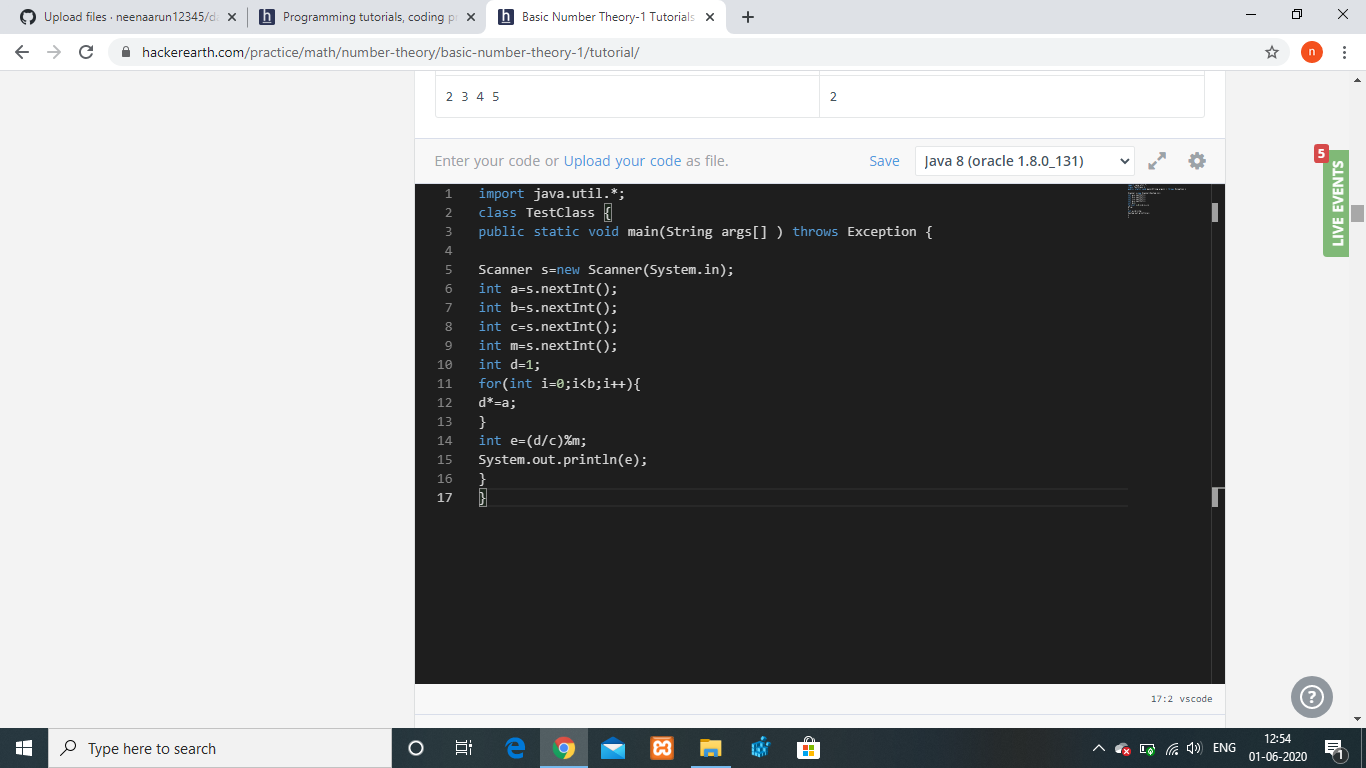 Upload files · neenaarun12345/da
Programming tutorials, coding pr
Basic Number Theory-1 Tutorials
hackerearth.com/practice/math/number-theory/basic-number-theory-1/tutorial/
n
2 3 4 5
2
Enter your code or Upload your code as file.
Save
Java 8 (oracle 1.8.0_131)
5
LIVE EVENTS
1 import java.util.*;
2 class TestClass {
3 public static void main(String args[] ) throws Exception {
4
5 Scanner s=new Scanner(System.in);
6 int a=s.nextInt();
7 int b=s.nextInt();
8 int c=s.nextInt();
9 int m=s.nextInt();
10 int d=1;
11 for(int i=0;i<b;i++){
12 d*=a;
13 }
14 int e=(d/c)%m;
15 System.out.println(e);
16 }
17 }
17:2 vscode
?
Type here to search
ENG
12:54
01-06-2020
1